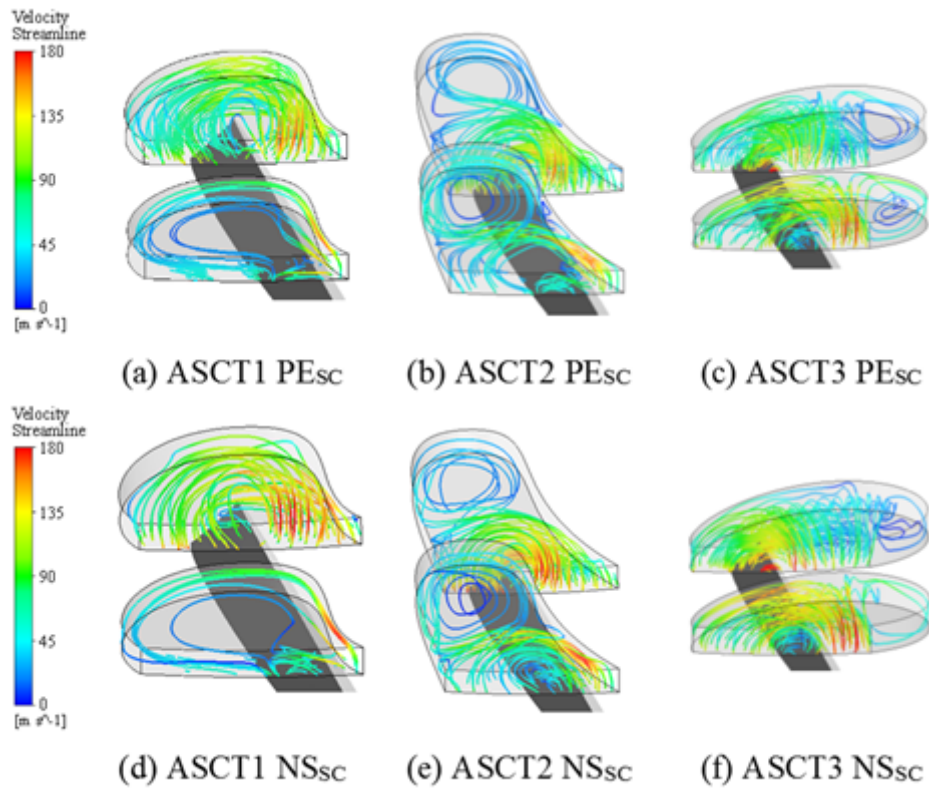 Velocity
Streamline
180
135
90
45
0
[m s^-1]
(a) ASCT1 PESC
(b) ASCT2 PESC
(c) ASCT3 PESC
Velocity
Streamline
180
135
90
45
0
[m s^-1]
(d) ASCT1 NSSC
(e) ASCT2 NSSC
(f) ASCT3 NSSC